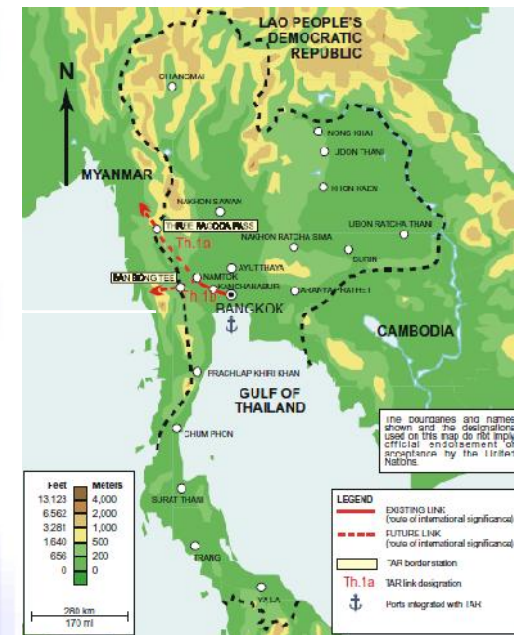 LAO PEOPLE'S
DEMOCRATIC
REPUBLIC
N
CHIANGMAI
NONG KHAI
UDON THANI
MYANMAR
KHON KAEN
NAKHON SAWAN
THREE PAGODA PASS
UBON RATCHA THANI
Th.1a
NAKHON RATCHA SIMA
SURIN
AYUTTHAYA
BAN BONG TEE
NAMTOK
Th.1b
KANCHANABURI
ARANYAPRATHET
BANGKOK
CAMBODIA
PRACHUAP KHIRI KHAN
GULF OF
THAILAND
The boundaries and names
shown and the designations
used on this map do not imply
official endorsement or
acceptance by the United
Nations.
CHUMPHON
Feet Meters
13,123 4,000
6,562 2,000
3,281 1,000
1,640 500
656 200
0 0
SURAT THANI
LEGEND
EXISTING LINK
(route of international significance)
FUTURE LINK
(route of international significance)
TRANG
TAR border station
YALA
Th.1a TAR link designation
Ports integrated with TAR
280 km
170 mi